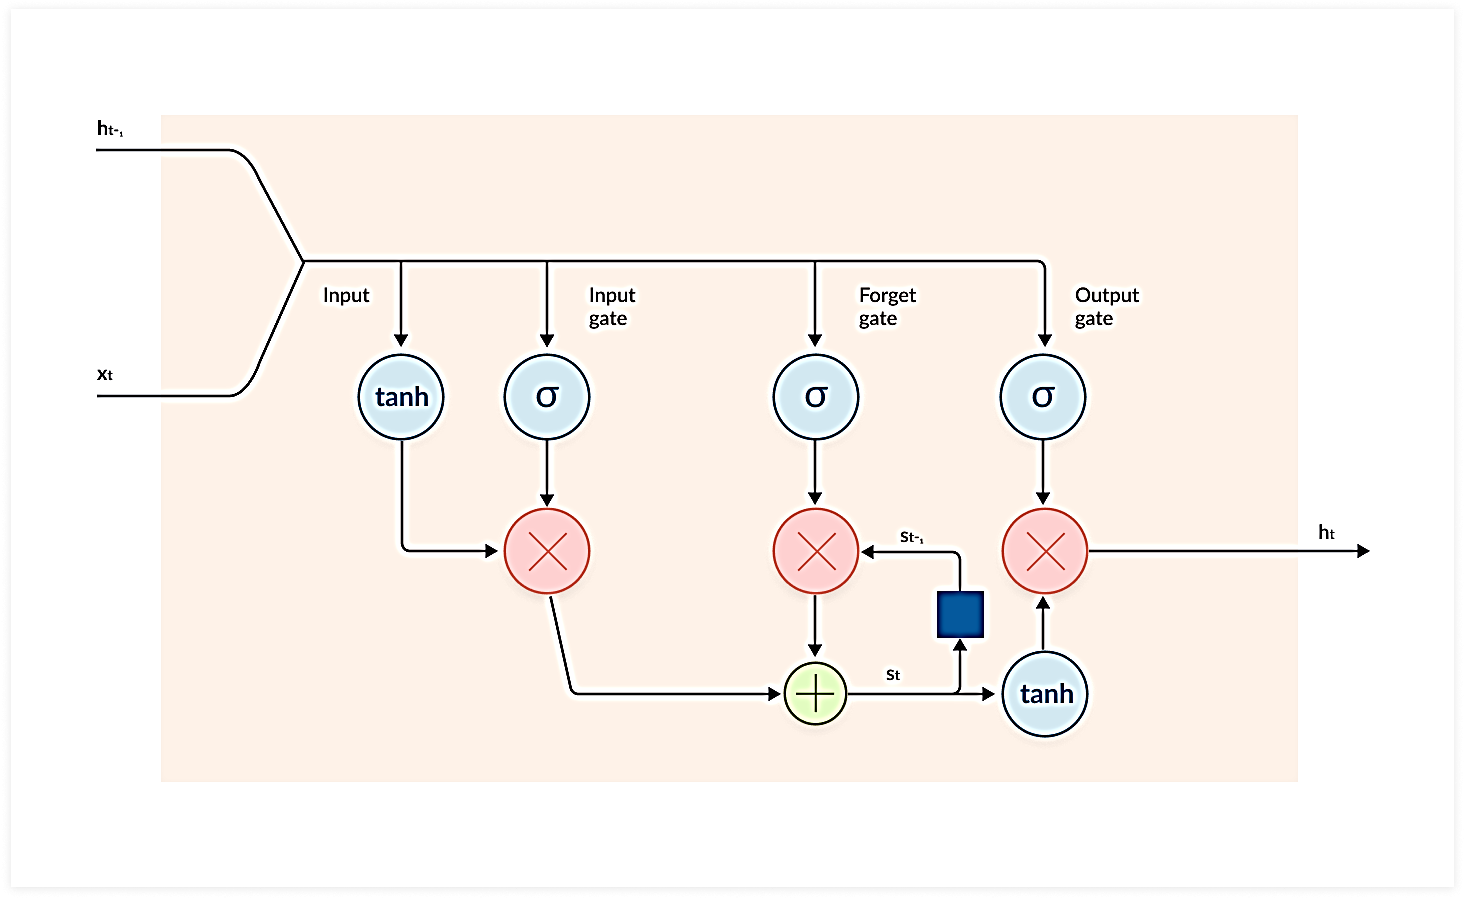 ht-1
xt
Input
Input
gate
Forget
gate
Output
gate
tanh
σ
σ
σ
st-1
ht
st
tanh